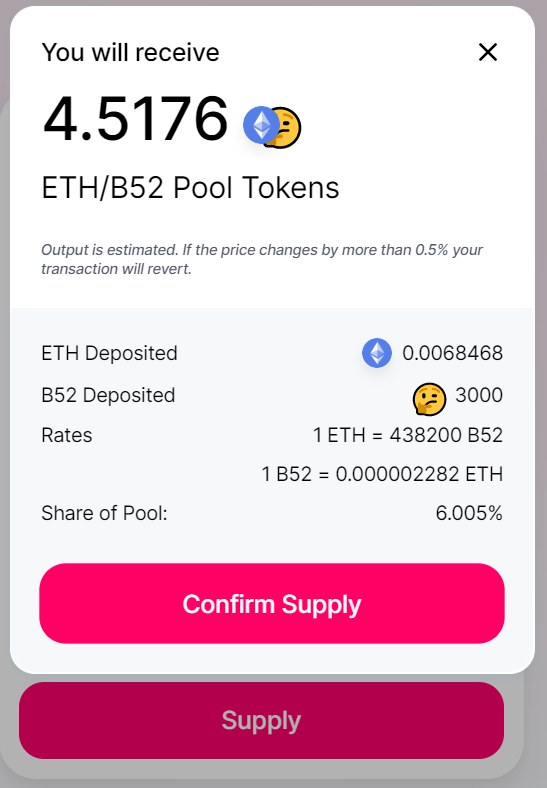 You will receive
4.5176
ETH/B52 Pool Tokens
Output is estimated. If the price changes by more than 0.5% your
transaction will revert.
ETH Deposited 0.0068468
B52 Deposited 3000
Rates 1 ETH = 438200 B52
1 B52 = 0.000002282 ETH
Share of Pool: 6.005%
Confirm Supply
Supply